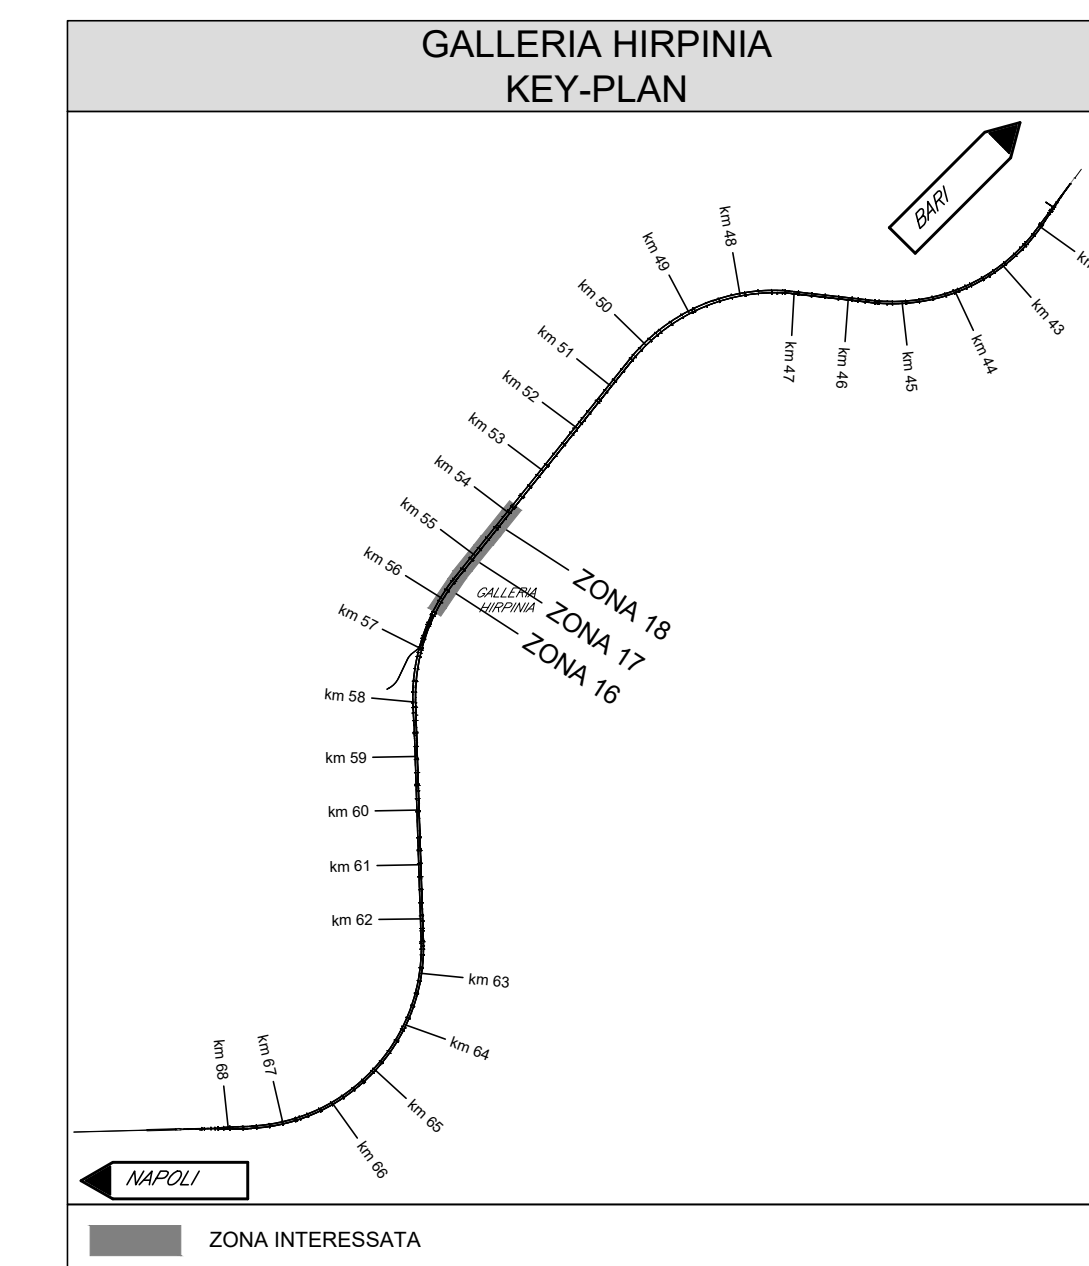 GALLERIA HIRPINIA
KEY-PLAN
BARI
km 43
km 44
km 45
km 46
km 47
km 48
km 49
km 50
km 51
km 52
km 53
km 54
km 55
km 56
km 57
ZONA 18
ZONA 17
ZONA 16
GALLERIA
HIRPINIA
km 58
km 59
km 60
km 61
km 62
km 63
km 64
km 65
km 66
km 67
km 68
NAPOLI
ZONA INTERESSATA